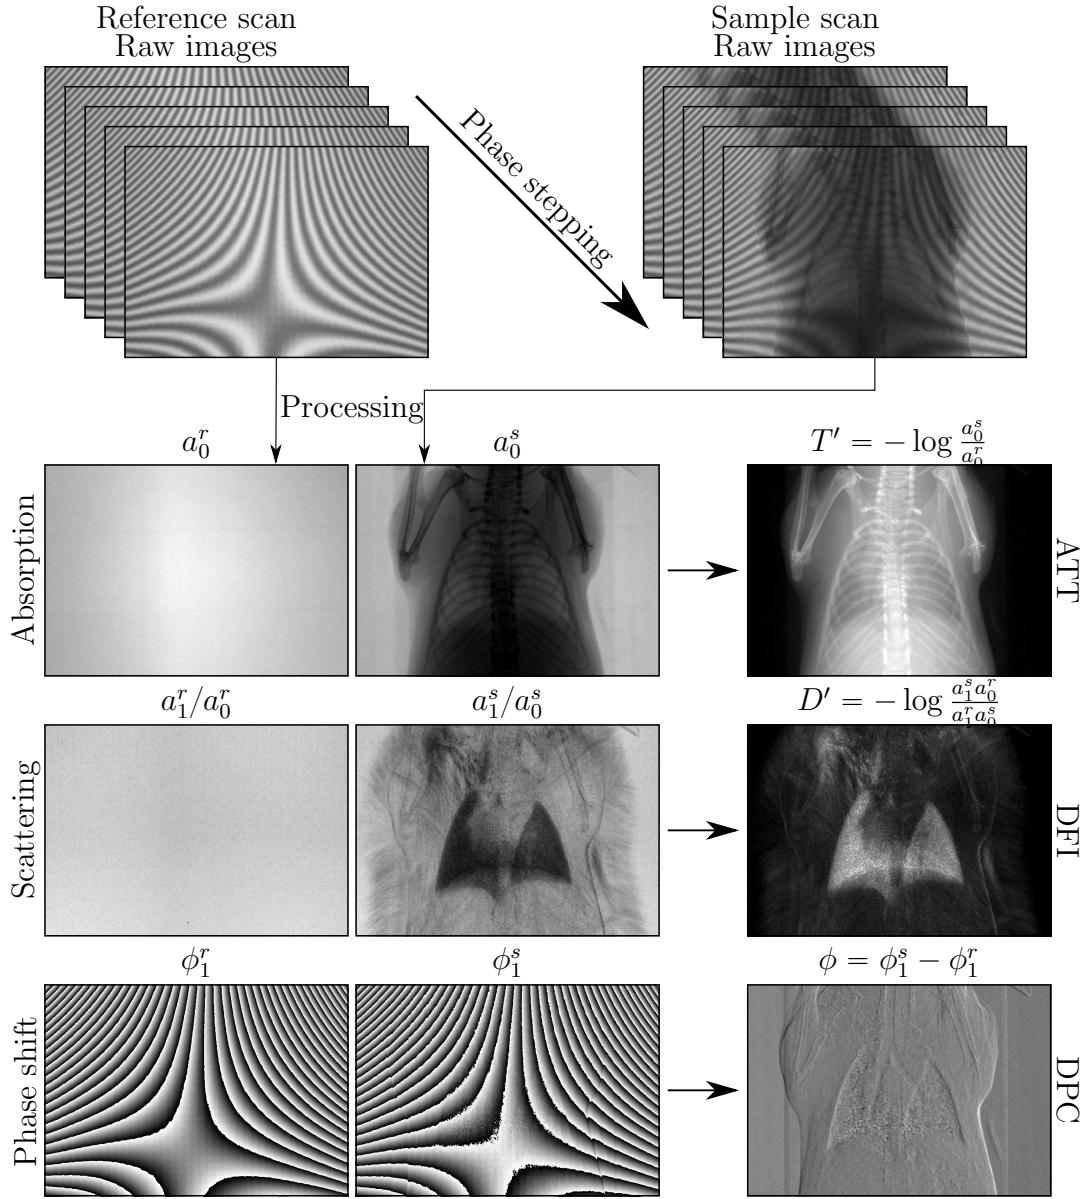 Reference scan
Raw images
Sample scan
Raw images
Phase stepping
Processing
a_0^r
a_0^s
T′ = − log a_0^s/a_0^r
Absorption
ATT
a_1^r/a_0^r
a_1^s/a_0^s
D′ = − log a_1^s a_0^r/a_1^r a_0^s
Scattering
DFI
ϕ_1^r
ϕ_1^s
ϕ = ϕ_1^s − ϕ_1^r
Phase shift
DPC